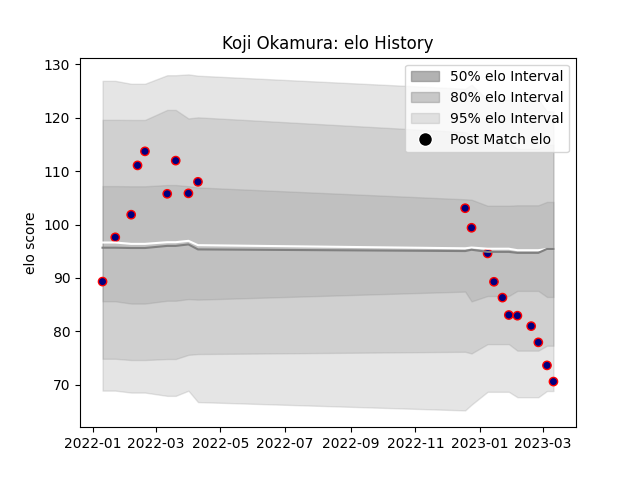 Koji Okamura: elo History
130
120
110
100
90
80
70
elo score
50% elo Interval
80% elo Interval
95% elo Interval
Post Match elo
2022-01 2022-03 2022-05 2022-07 2022-09 2022-11 2023-01 2023-03